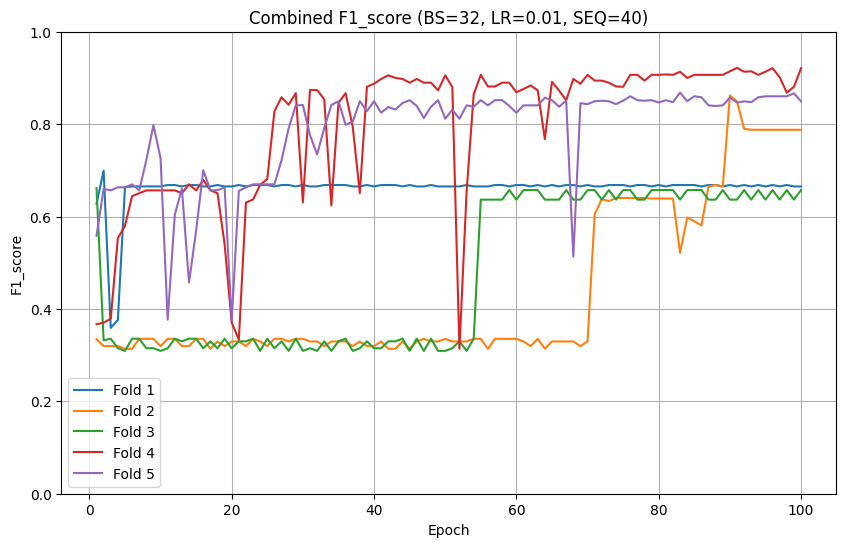 Combined F1_score (BS=32, LR=0.01, SEQ=40)
1.0
0.8
0.6
0.4
0.2
0.0
F1_score
Fold 1
Fold 2
Fold 3
Fold 4
Fold 5
0 20 40 60 80 100
Epoch